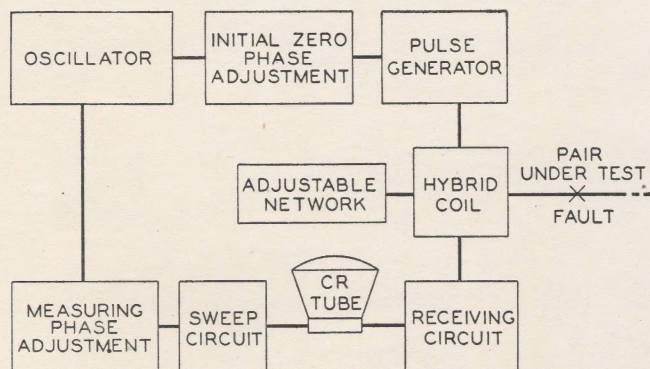 OSCILLATOR
INITIAL ZERO
PHASE
ADJUSTMENT
PULSE
GENERATOR
ADJUSTABLE
NETWORK
HYBRID
COIL
PAIR
UNDER TEST
FAULT
MEASURING
PHASE
ADJUSTMENT
SWEEP
CIRCUIT
CR
TUBE
RECEIVING
CIRCUIT